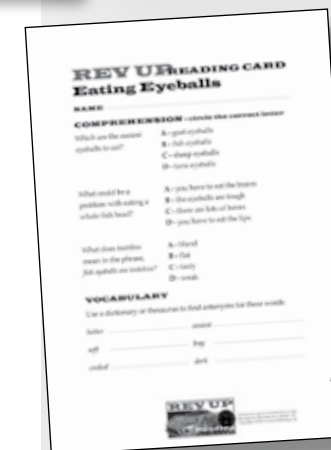 REV UP READING CARD
Eating Eyeballs
NAME
COMPREHENSION - circle the correct letter
Which are the easiest
eyeballs to eat?
A - goat eyeballs
B - fish eyeballs
C - sheep eyeballs
D - tuna eyeballs
What could be a
problem with eating a
whole fish head?
A - you have to eat the brains
B - the eyeballs are tough
C - there are lots of bones
D - you have to eat the lips
What does tasteless
mean in the phrase,
fish eyeballs are tasteless?
A - bland
B - flat
C - tasty
D - weak
VOCABULARY
Use a dictionary or thesaurus to find antonyms for these words
better
easiest
soft
cooked
dark
REV UP